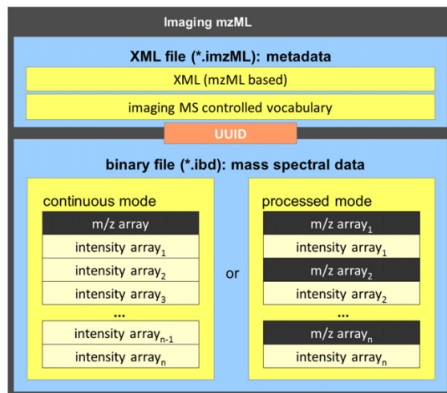 Imaging mzML
XML file (*.imzML): metadata
XML (mzML based)
imaging MS controlled vocabulary
UUID
binary file (*.ibd): mass spectral data
continuous mode
m/z array
intensity array₁
intensity array₂
intensity array₃
...
intensity arrayₙ₋₁
intensity arrayₙ
or
processed mode
m/z array₁
intensity array₁
m/z array₂
intensity array₂
...
m/z arrayₙ
intensity arrayₙ